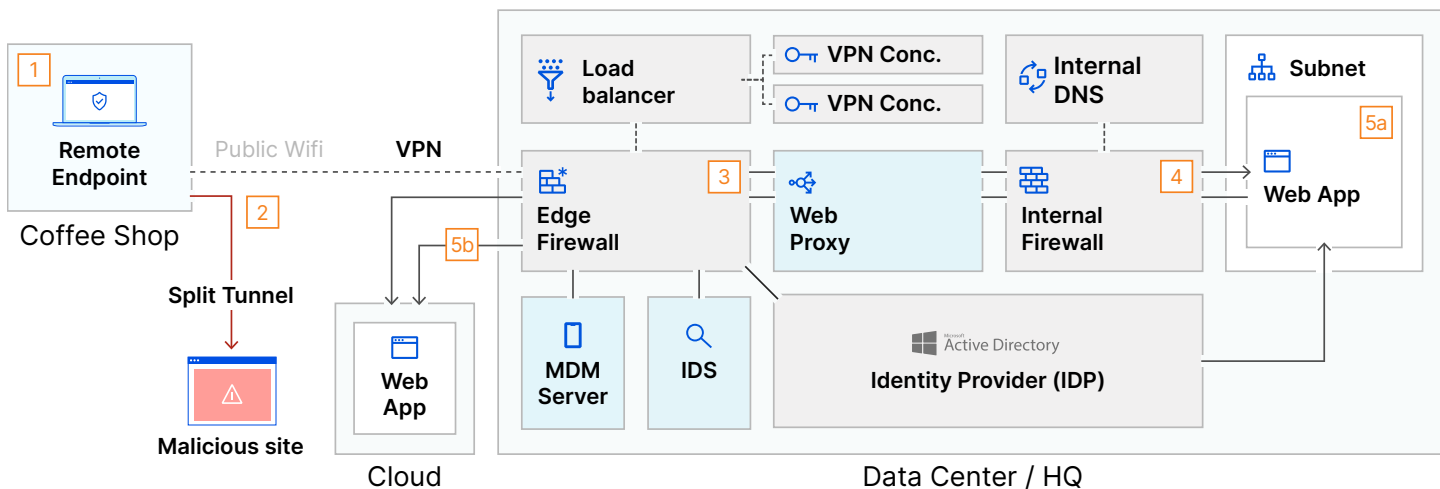 1
Remote
Endpoint
Coffee Shop
Public Wifi
VPN
2
Split Tunnel
Malicious site
5b
Web
App
Cloud
Load
balancer
VPN Conc.
VPN Conc.
Internal
DNS
Subnet
5a
Web App
3
Edge
Firewall
Web
Proxy
4
Internal
Firewall
MDM
Server
IDS
Microsoft
Active Directory
Identity Provider (IDP)
Data Center / HQ